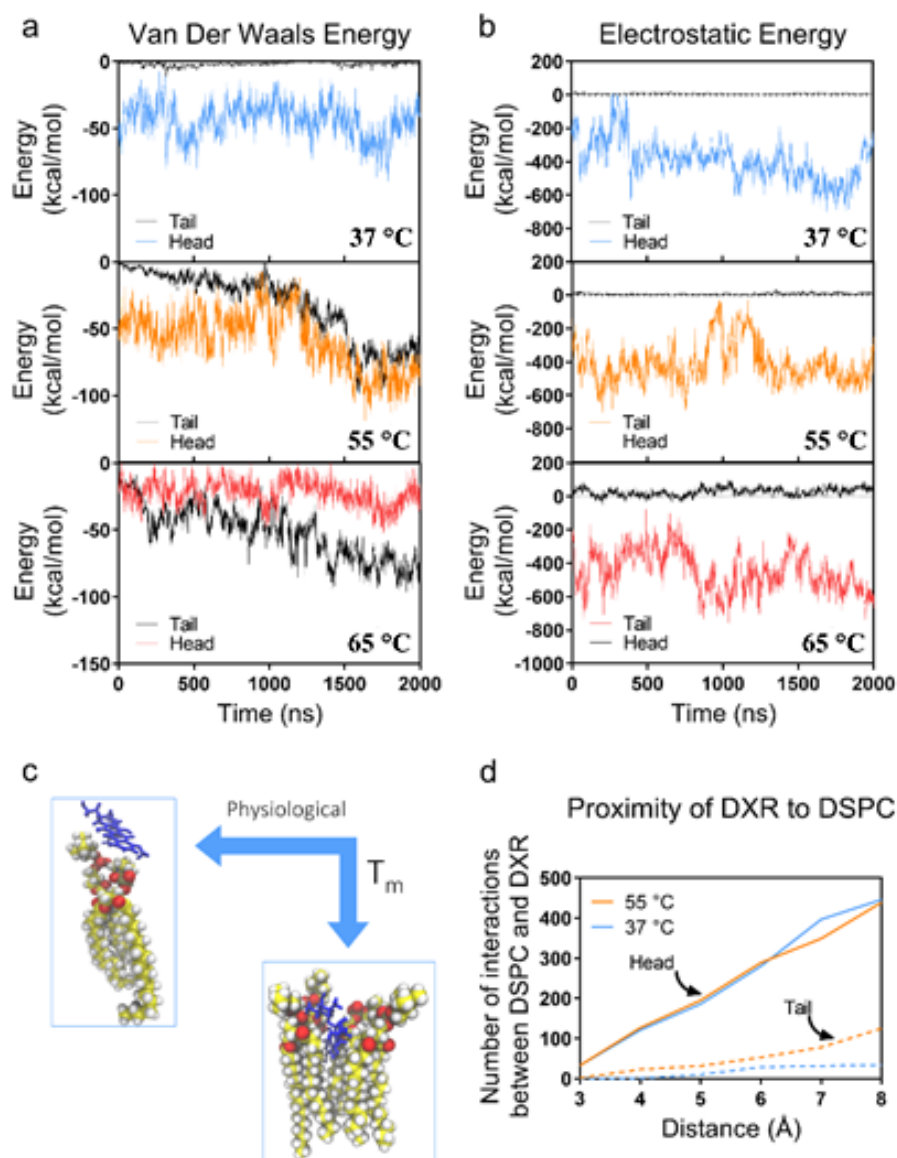 a
Van Der Waals Energy
0
-50
-100
Energy
(kcal/mol)
Tail
Head
37 °C
0
-50
-100
Energy
(kcal/mol)
Tail
Head
55 °C
0
-50
-100
-150
Energy
(kcal/mol)
Tail
Head
65 °C
0 500 1000 1500 2000
Time (ns)
b
Electrostatic Energy
200
0
-200
-400
-600
-800
Energy
(kcal/mol)
Tail
Head
37 °C
200
0
-200
-400
-600
-800
Energy
(kcal/mol)
Tail
Head
55 °C
200
0
-200
-400
-600
-800
-1000
Energy
(kcal/mol)
Tail
Head
65 °C
0 500 1000 1500 2000
Time (ns)
c
Physiological
Tm
d
Proximity of DXR to DSPC
Number of interactions
between DSPC and DXR
500
400
300
200
100
0
55 °C
37 °C
Head
Tail
3 4 5 6 7 8
Distance (Å)